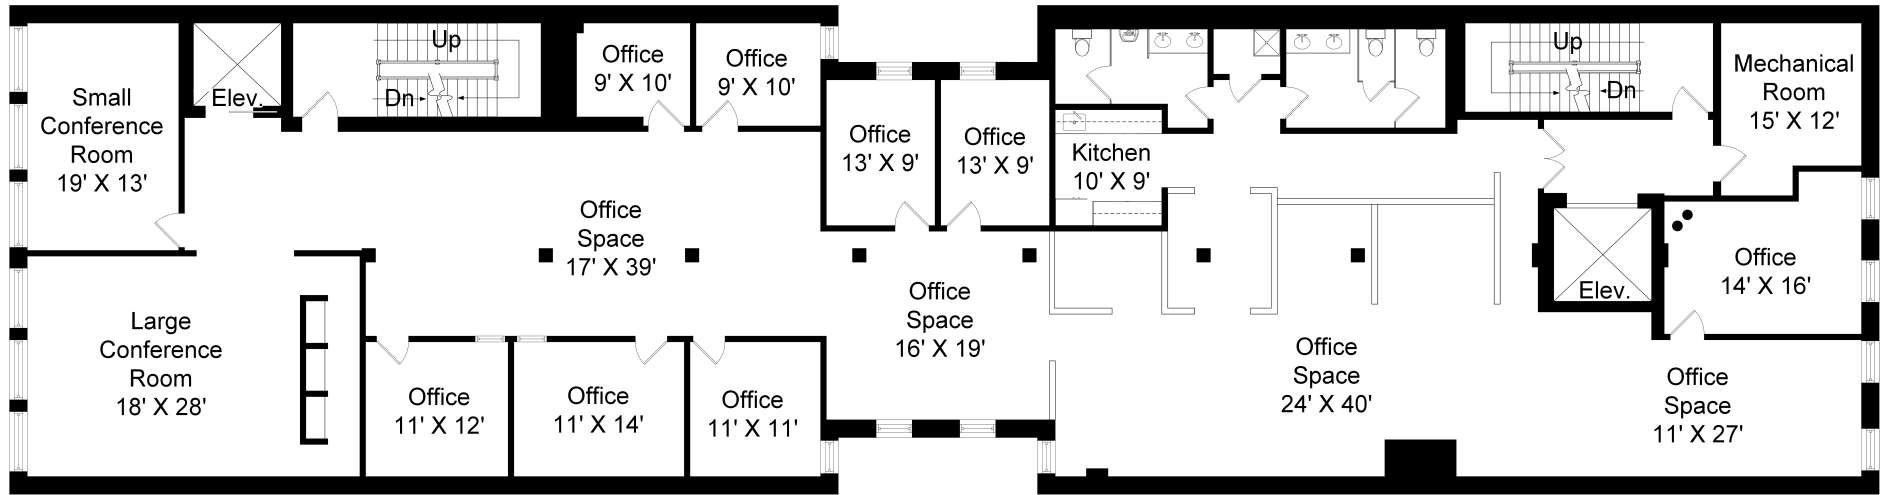 Small
Conference
Room
19' X 13'
Elev.
Up
Dn
Office
9' X 10'
Office
9' X 10'
Office
13' X 9'
Office
13' X 9'
Kitchen
10' X 9'
Up
Dn
Mechanical
Room
15' X 12'
Office
Space
17' X 39'
Office
Space
16' X 19'
Elev.
Office
14' X 16'
Large
Conference
Room
18' X 28'
Office
11' X 12'
Office
11' X 14'
Office
11' X 11'
Office
Space
24' X 40'
Office
Space
11' X 27'